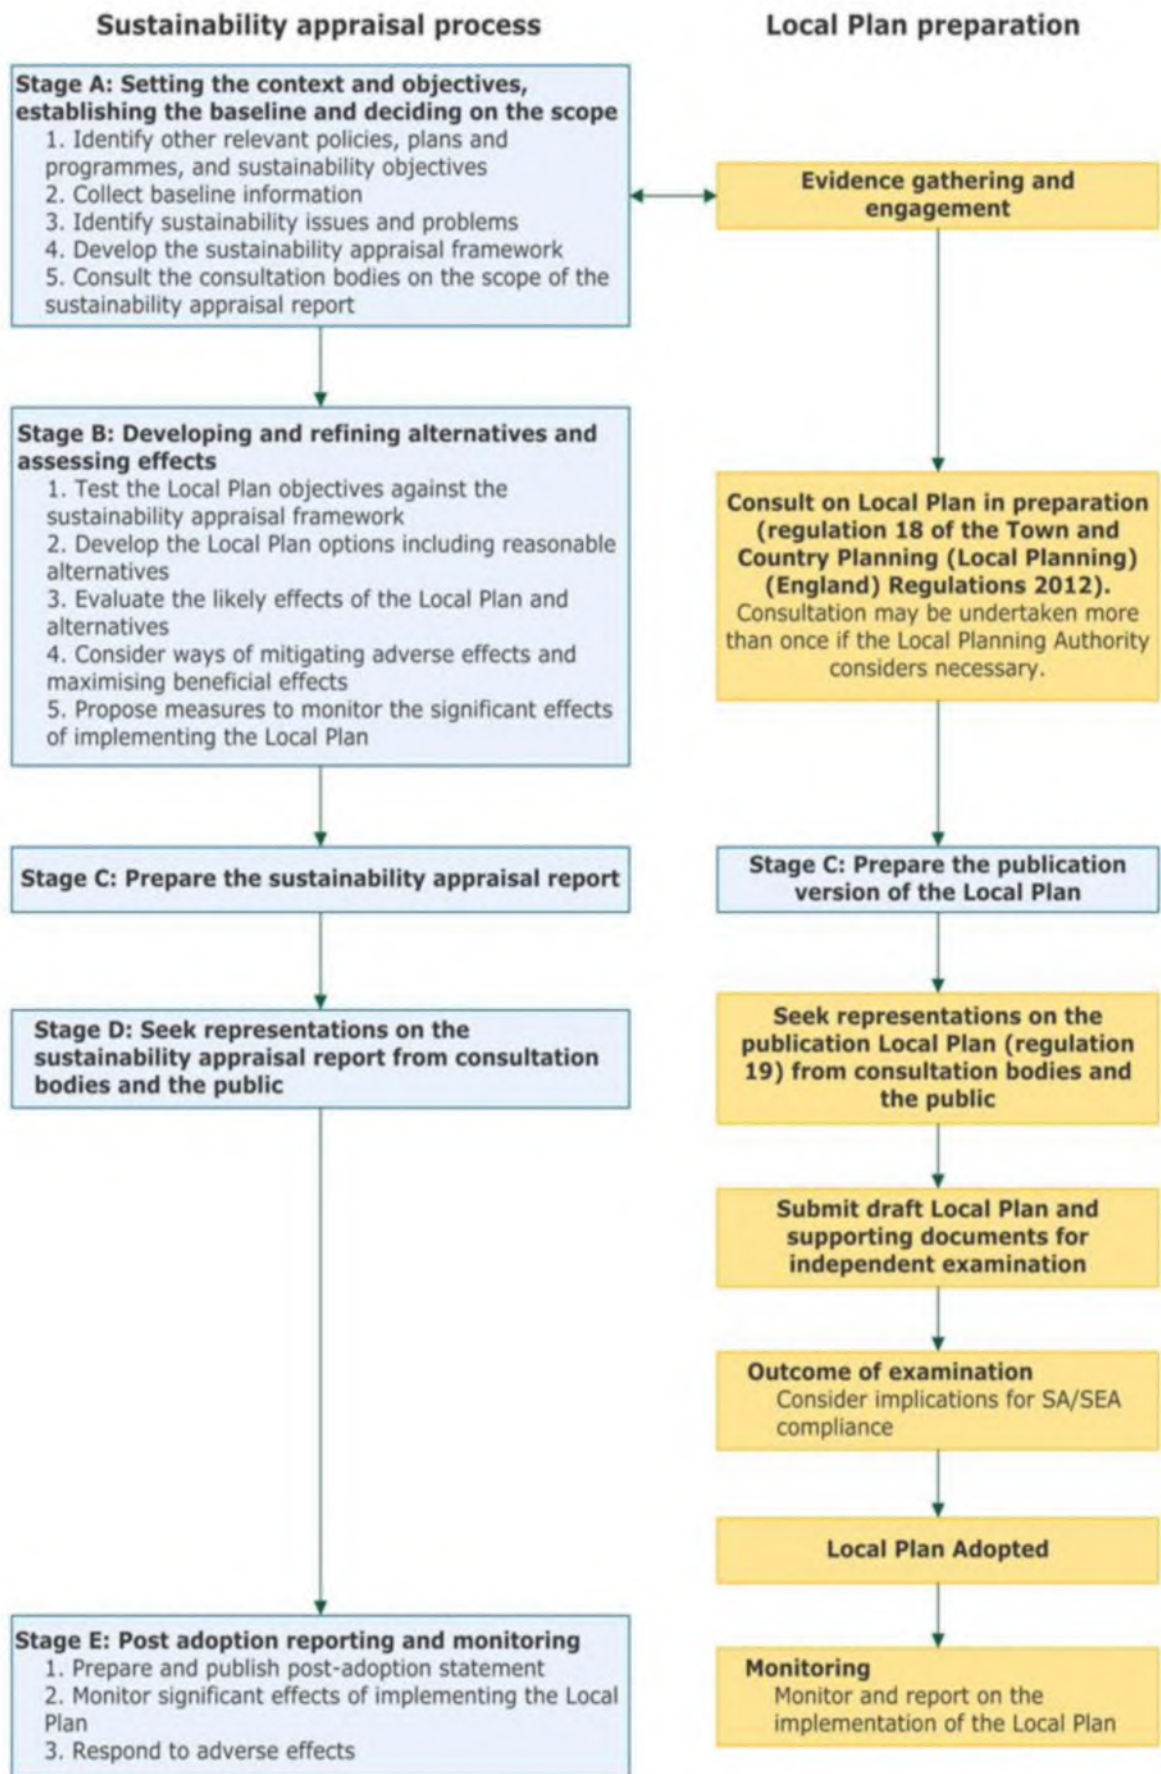 Sustainability appraisal process
Local Plan preparation
Stage A: Setting the context and objectives,
establishing the baseline and deciding on the scope
1. Identify other relevant policies, plans and
programmes, and sustainability objectives
2. Collect baseline information
3. Identify sustainability issues and problems
4. Develop the sustainability appraisal framework
5. Consult the consultation bodies on the scope of the
sustainability appraisal report
Evidence gathering and
engagement
Stage B: Developing and refining alternatives and
assessing effects
1. Test the Local Plan objectives against the
sustainability appraisal framework
2. Develop the Local Plan options including reasonable
alternatives
3. Evaluate the likely effects of the Local Plan and
alternatives
4. Consider ways of mitigating adverse effects and
maximising beneficial effects
5. Propose measures to monitor the significant effects
of implementing the Local Plan
Consult on Local Plan in preparation
(regulation 18 of the Town and
Country Planning (Local Planning)
(England) Regulations 2012).
Consultation may be undertaken more
than once if the Local Planning Authority
considers necessary.
Stage C: Prepare the sustainability appraisal report
Stage C: Prepare the publication
version of the Local Plan
Stage D: Seek representations on the
sustainability appraisal report from consultation
bodies and the public
Seek representations on the
publication Local Plan (regulation
19) from consultation bodies and
the public
Submit draft Local Plan and
supporting documents for
independent examination
Outcome of examination
Consider implications for SA/SEA
compliance
Local Plan Adopted
Stage E: Post adoption reporting and monitoring
1. Prepare and publish post-adoption statement
2. Monitor significant effects of implementing the Local
Plan
3. Respond to adverse effects
Monitoring
Monitor and report on the
implementation of the Local Plan